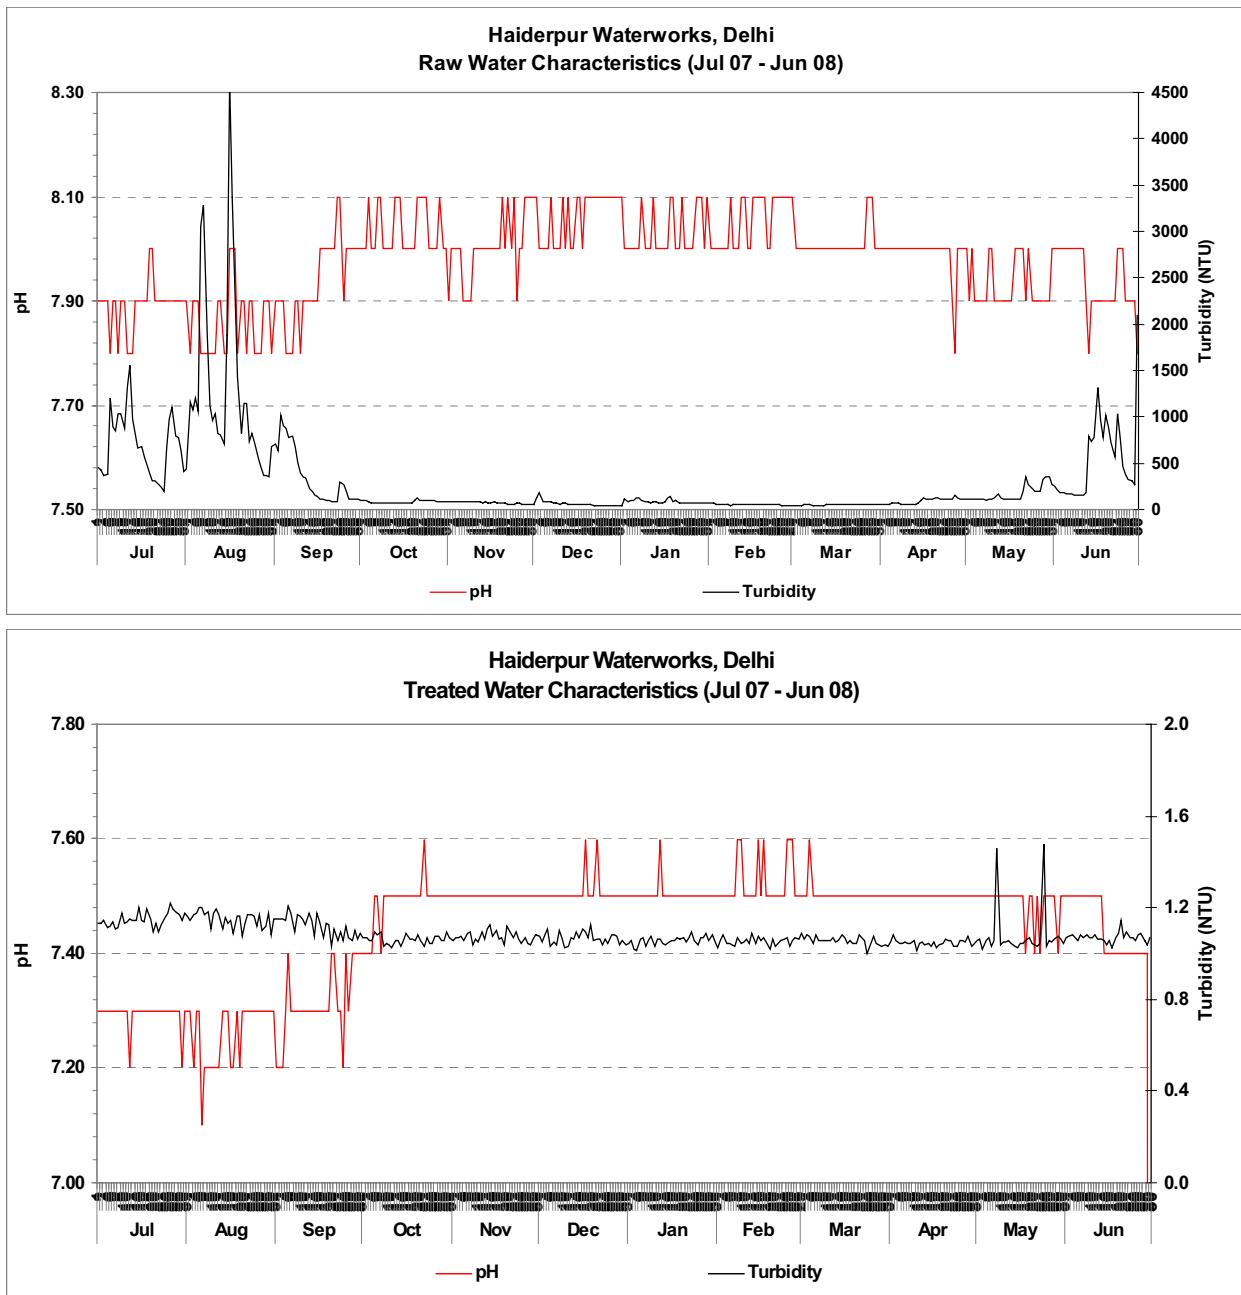 Haiderpur Waterworks, Delhi
Raw Water Characteristics (Jul 07 - Jun 08)
8.30
8.10
7.90
7.70
7.50
pH
4500
4000
3500
3000
2500
2000
1500
1000
500
0
Turbidity (NTU)
Jul Aug Sep Oct Nov Dec Jan Feb Mar Apr May Jun
pH Turbidity
Haiderpur Waterworks, Delhi
Treated Water Characteristics (Jul 07 - Jun 08)
7.80
7.60
7.40
7.20
7.00
pH
2.0
1.6
1.2
0.8
0.4
0.0
Turbidity (NTU)
Jul Aug Sep Oct Nov Dec Jan Feb Mar Apr May Jun
pH Turbidity